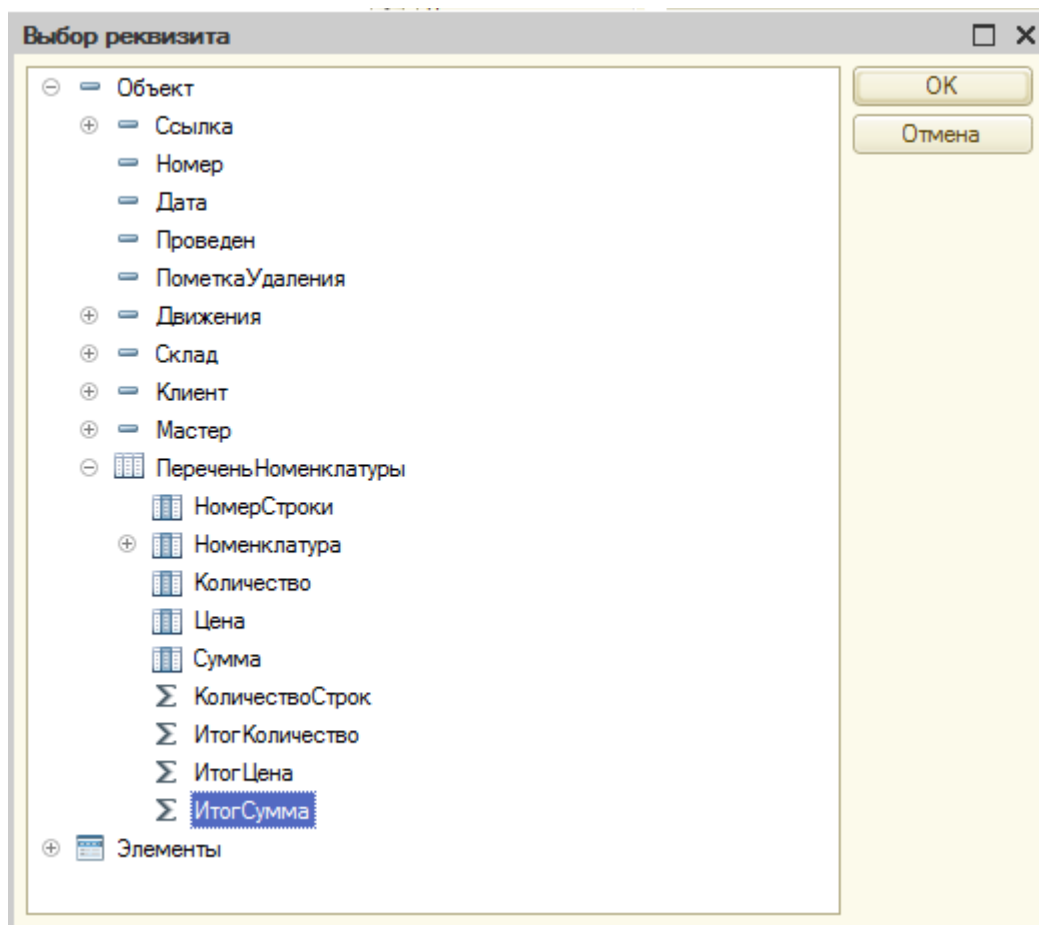 Выбор реквизита
Объект
Ссылка
Номер
Дата
Проведен
ПометкаУдаления
Движения
Склад
Клиент
Мастер
ПереченьНоменклатуры
НомерСтроки
Номенклатура
Количество
Цена
Сумма
КоличествоСтрок
ИтогКоличество
ИтогЦена
ИтогСумма
Элементы
OK
Отмена